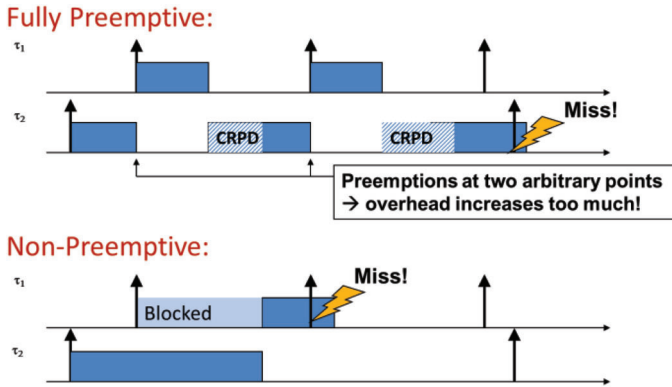 Fully Preemptive:
τ1
τ2
CRPD
CRPD
Miss!
Preemptions at two arbitrary points
→ overhead increases too much!
Non-Preemptive:
τ1
Miss!
Blocked
τ2